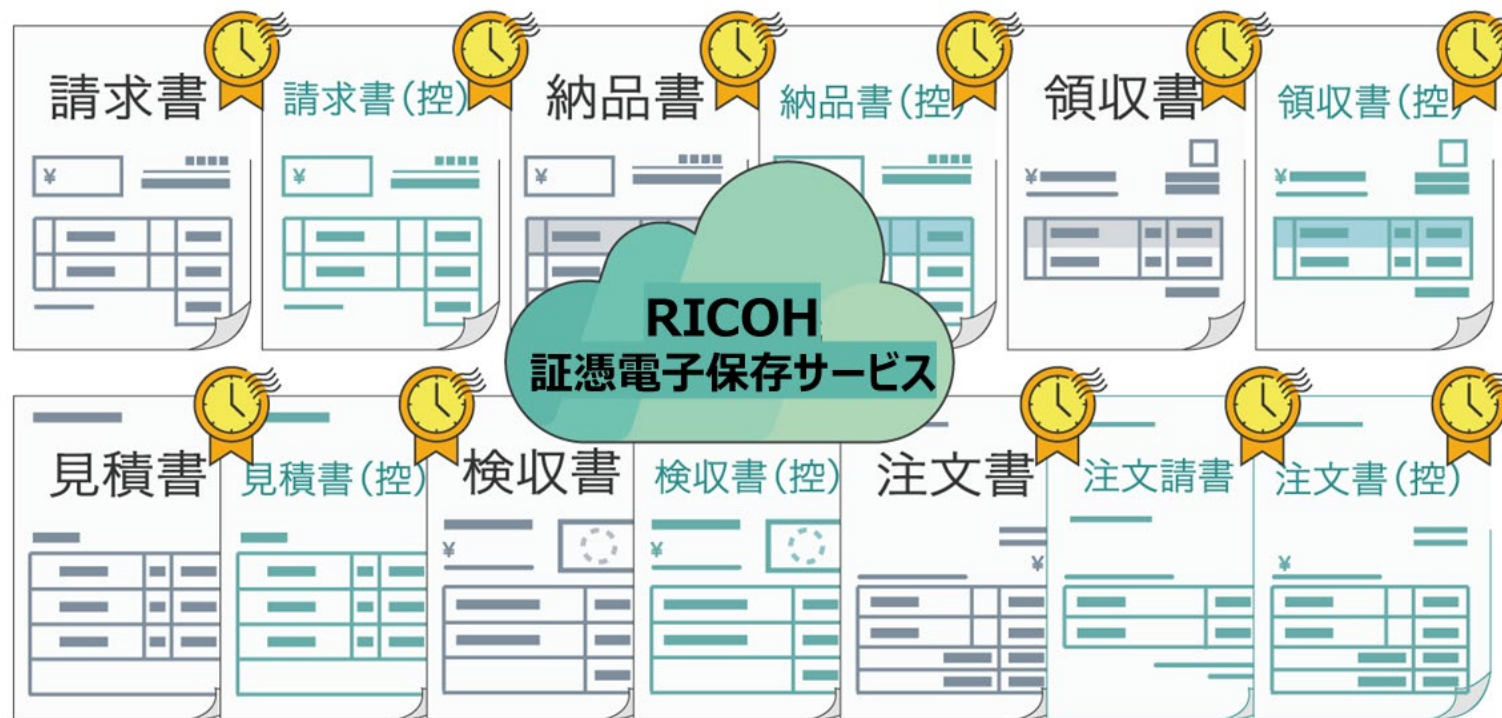 請求書
請求書(控)
納品書
納品書(控)
領収書
領収書(控)
¥
¥
¥
¥
¥
RICOH
証憑電子保存サービス
見積書
見積書(控)
検収書
検収書(控)
注文書
注文請書
注文書(控)
¥
¥
¥
¥